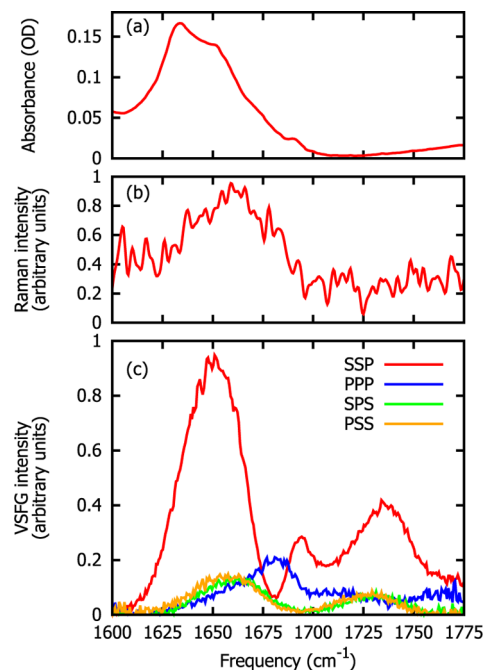 (a)
Absorbance (OD)
0.15
0.1
0.05
0
(b)
Raman intensity
(arbitrary units)
1
0.8
0.6
0.4
0.2
0
(c)
VSFG intensity
(arbitrary units)
1
0.8
0.6
0.4
0.2
0
SSP
PPP
SPS
PSS
1600 1625 1650 1675 1700 1725 1750 1775
Frequency (cm⁻¹)